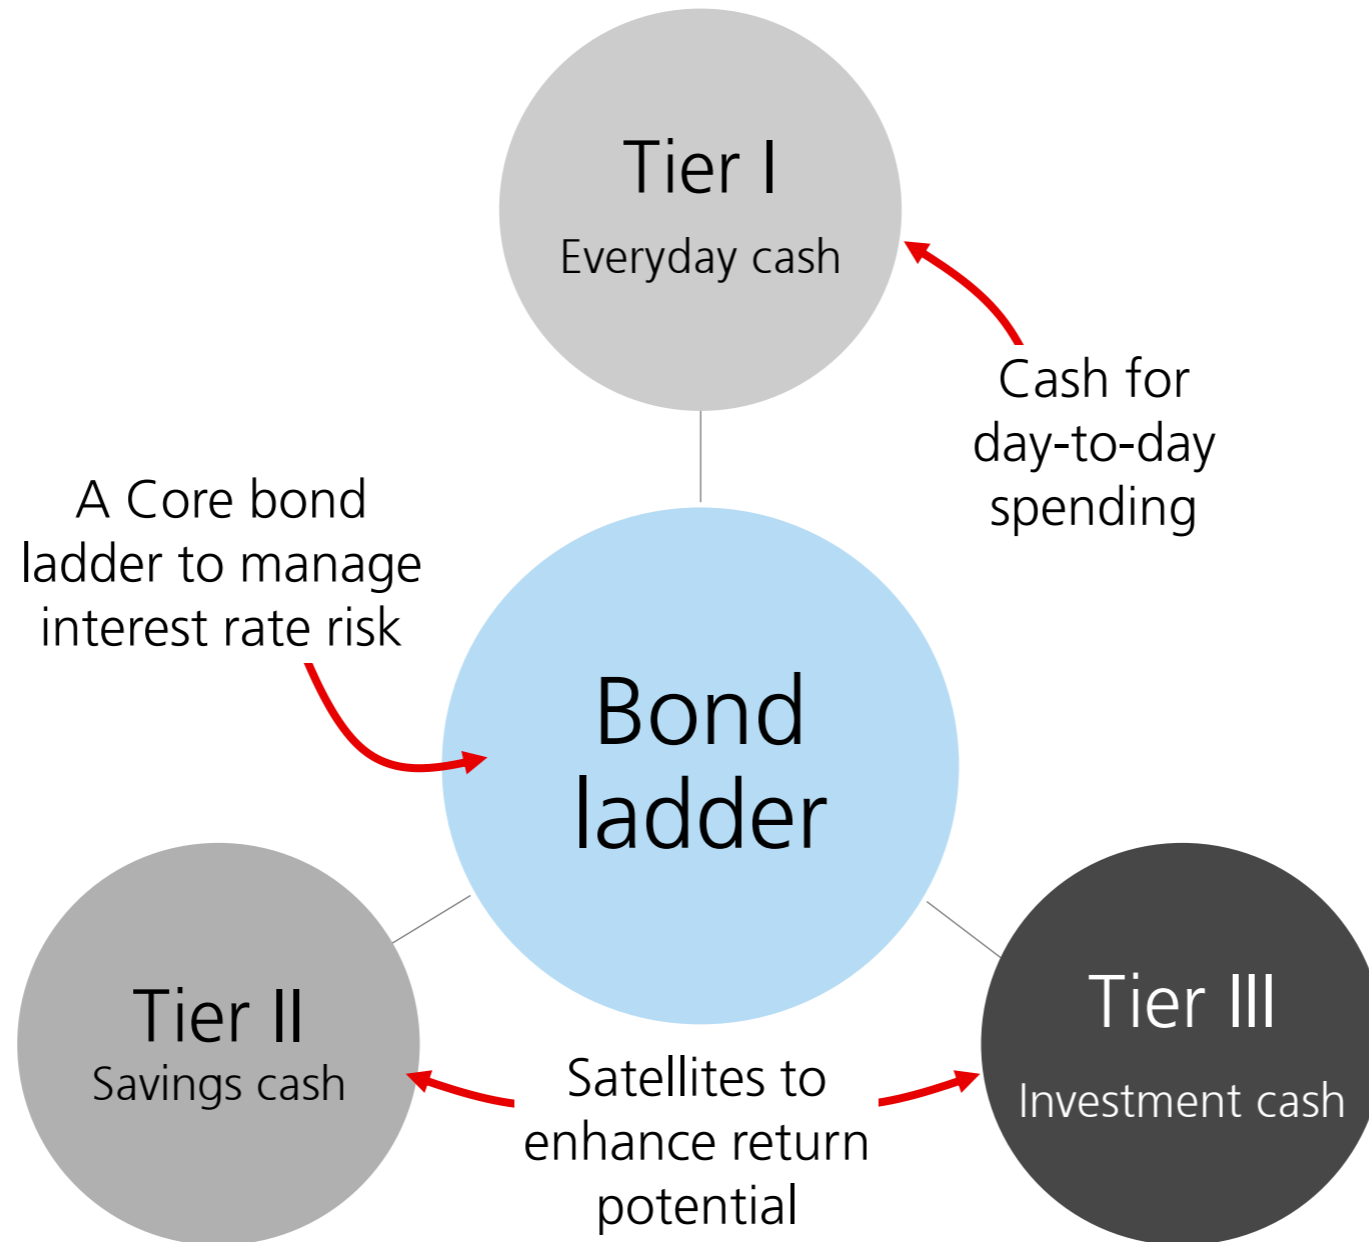 Tier I
Everyday cash
Cash for
day-to-day
spending
A Core bond
ladder to manage
interest rate risk
Bond
ladder
Tier II
Savings cash
Satellites to
enhance return
potential
Tier III
Investment cash